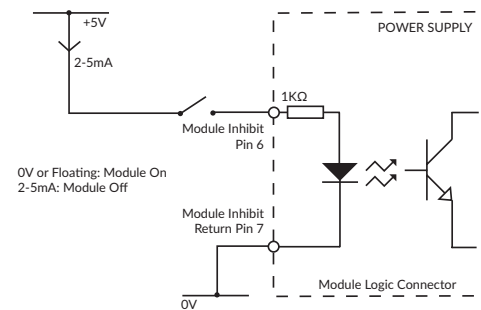 +5V
POWER SUPPLY
2-5mA
1KΩ
Module Inhibit
Pin 6
0V or Floating: Module On
2-5mA: Module Off
Module Inhibit
Return Pin 7
Module Logic Connector
0V